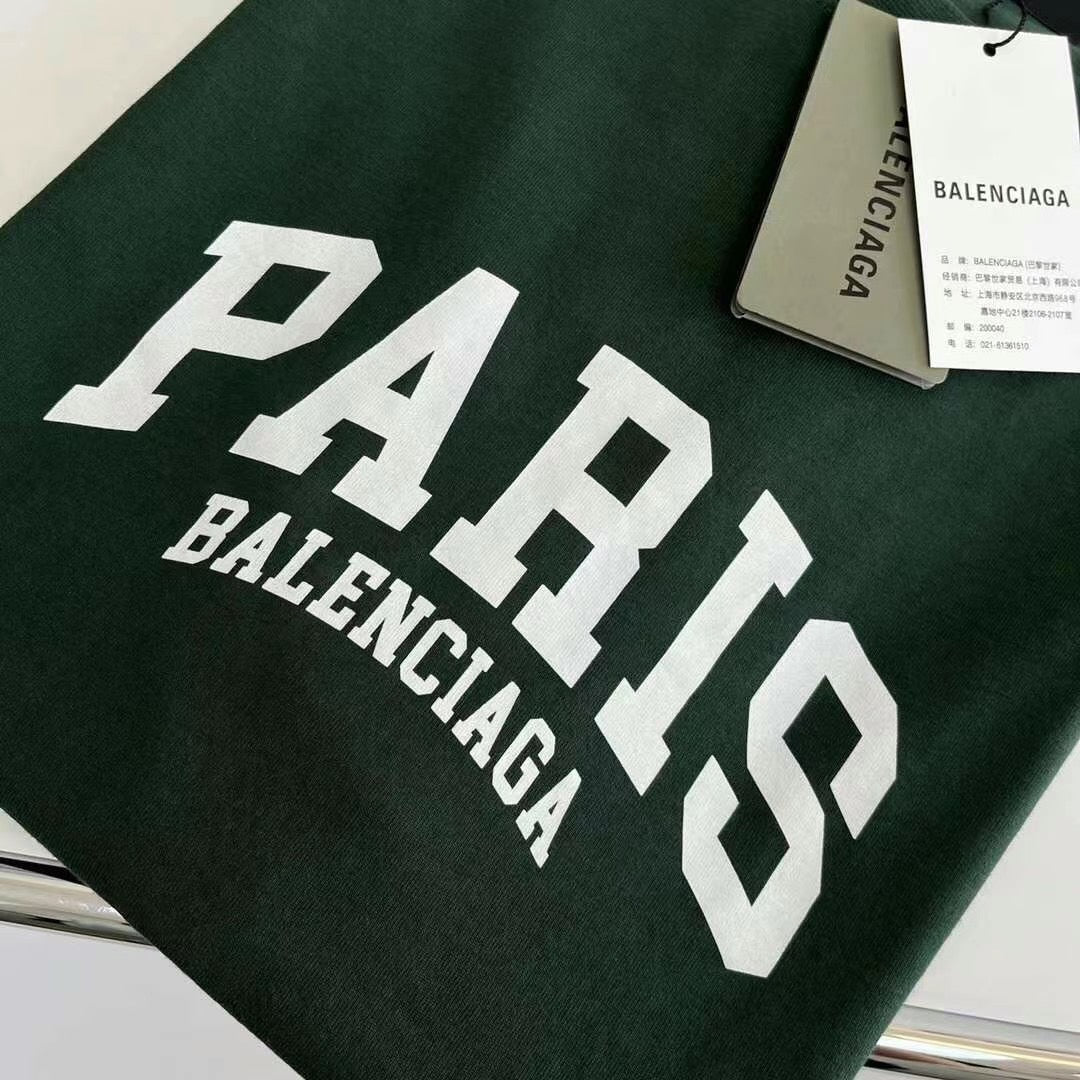 PARIS
BALENCIAGA
BALENCIAGA
BALENCIAGA
品 牌: BALENCIAGA (巴黎世家)
经销商: 巴黎世家贸易 (上海) 有限公
地 址: 上海市静安区北京西路968号
嘉地中心21楼2106-2107室
邮 编: 200040
电 话: 021-61361510